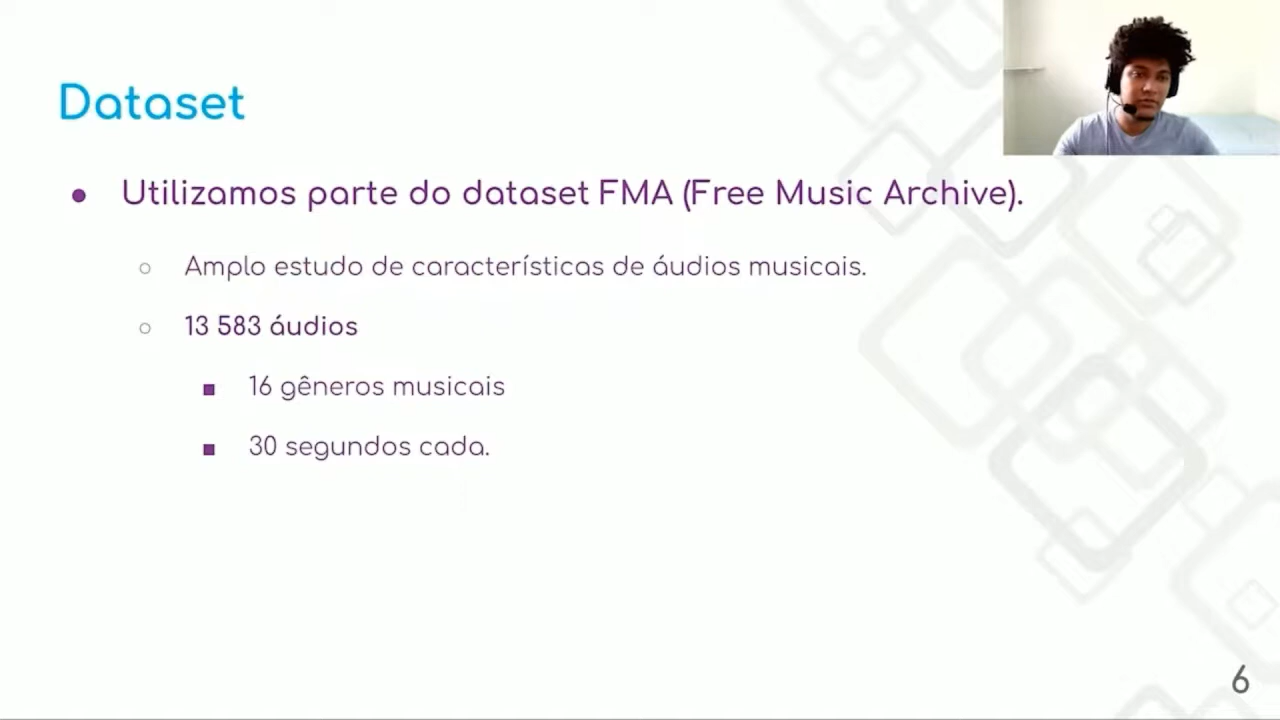 Dataset
Utilizamos parte do dataset FMA (Free Music Archive).
Amplo estudo de características de áudios musicais.
13 583 áudios
16 gêneros musicais
30 segundos cada.
6